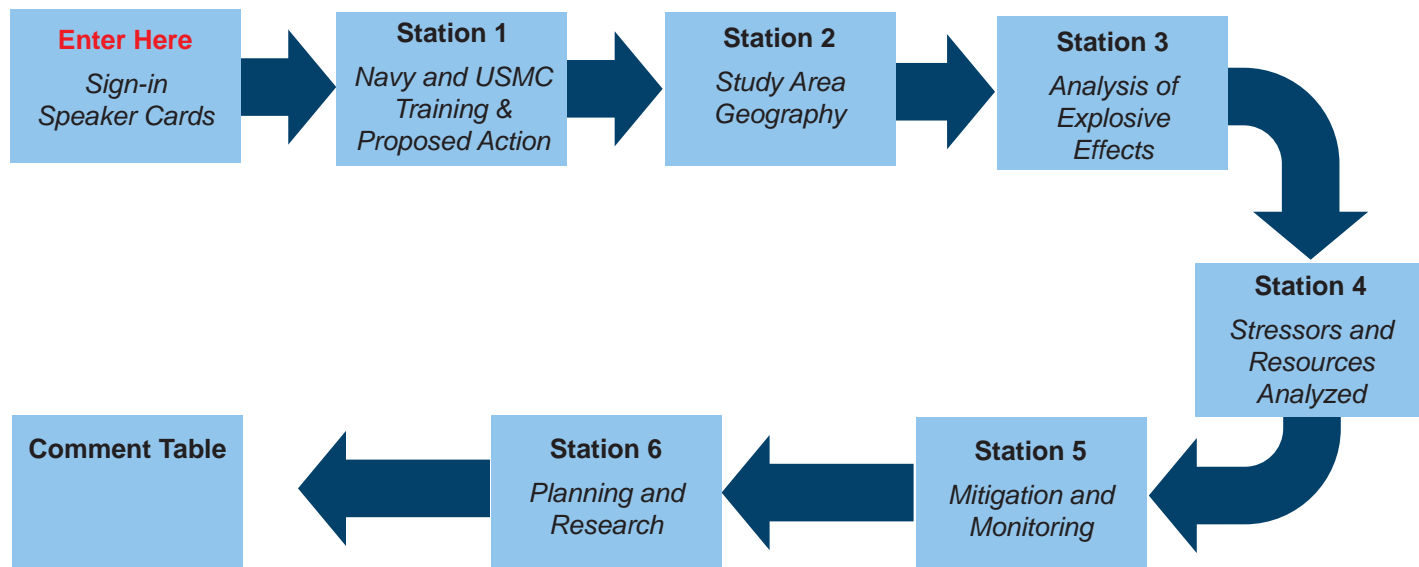 Enter Here
Sign-in
Speaker Cards
Station 1
Navy and USMC
Training &
Proposed Action
Station 2
Study Area
Geography
Station 3
Analysis of
Explosive
Effects
Station 4
Stressors and
Resources
Analyzed
Station 5
Mitigation and
Monitoring
Station 6
Planning and
Research
Comment Table